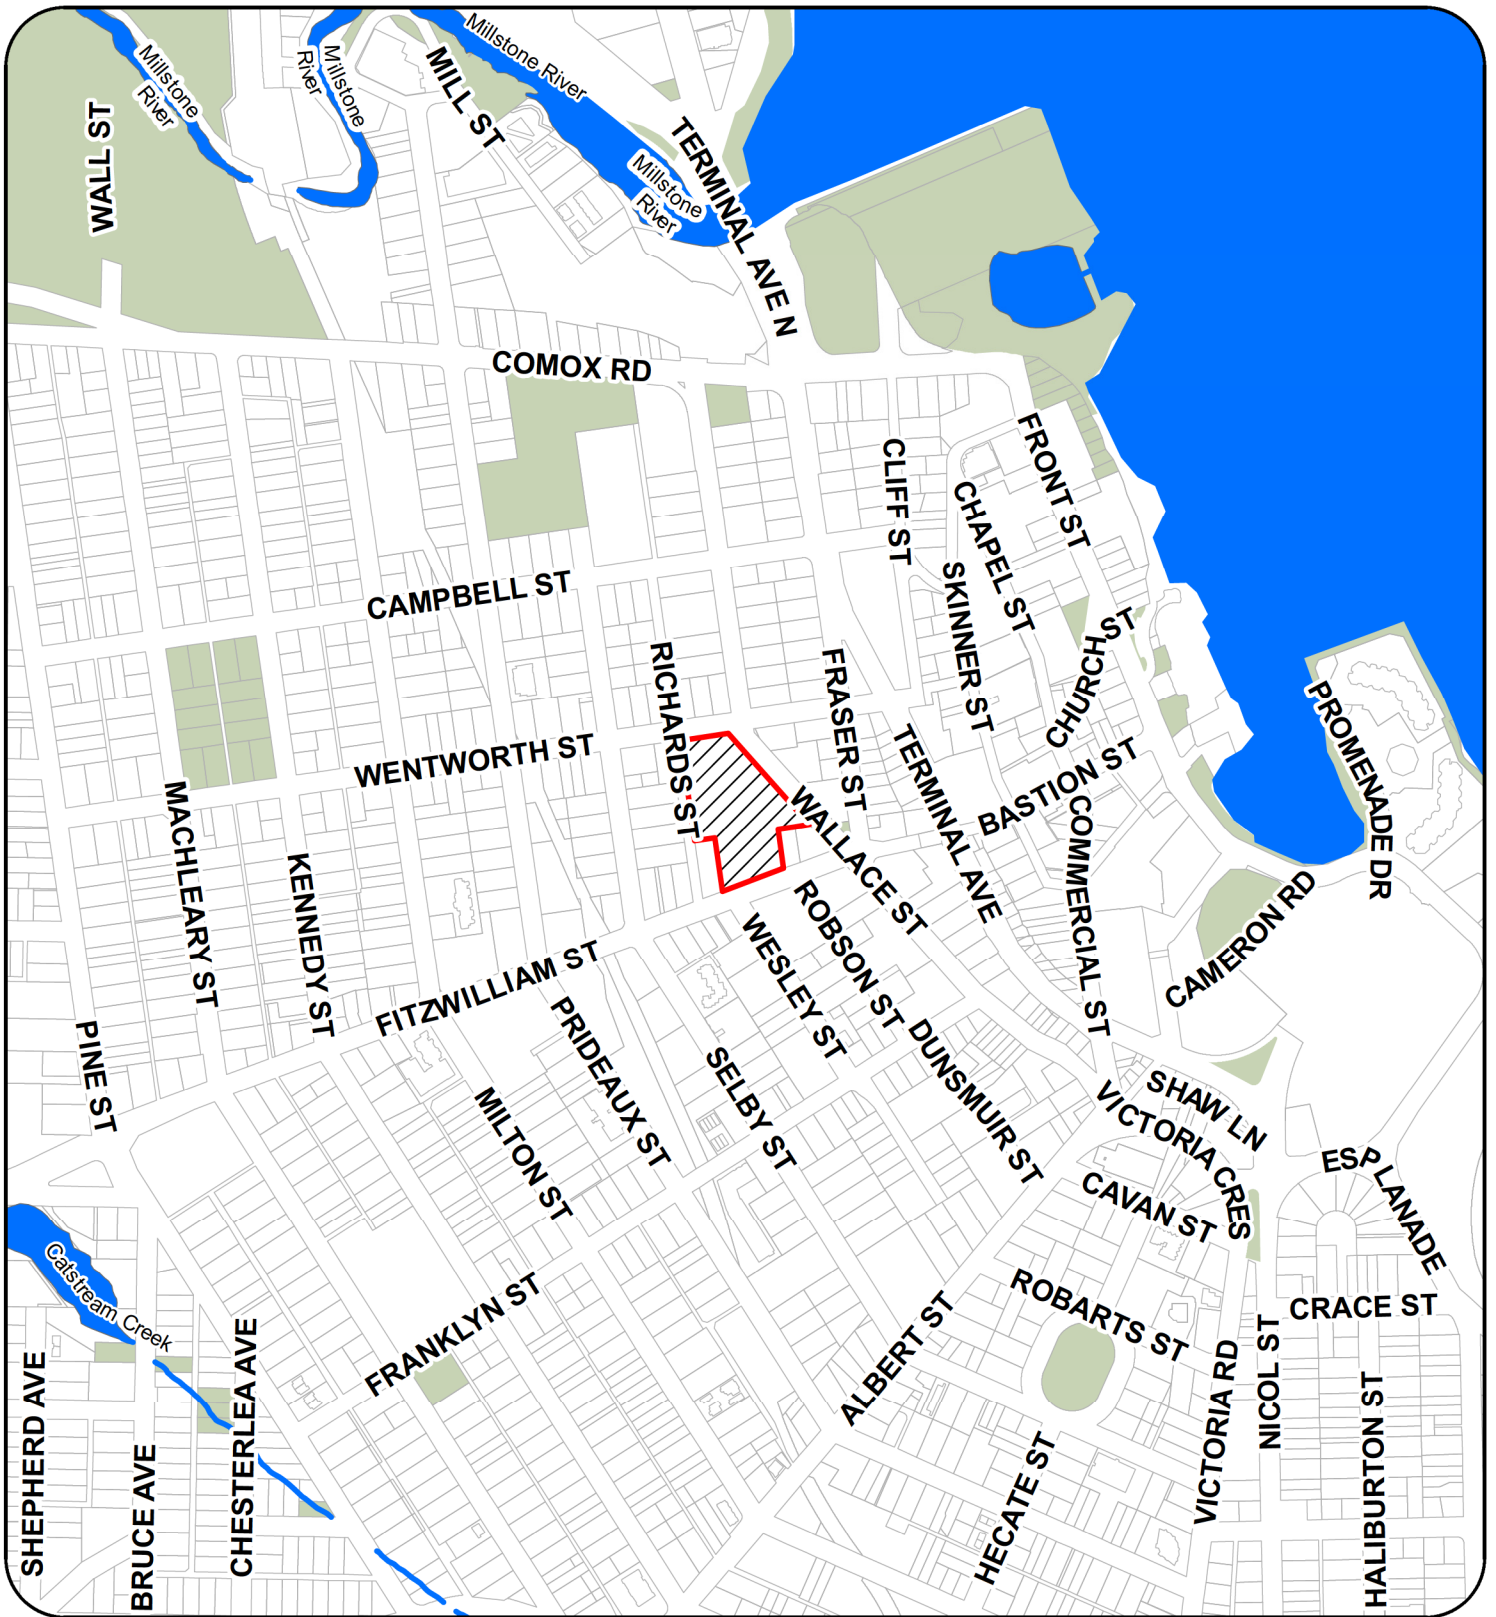 Millstone River
Millstone
River
Millstone
River
WALL ST
MILL ST
TERMINAL AVE N
Millstone
River
COMOX RD
FRONT ST
CLIFF ST
CHAPEL ST
SKINNER ST
CAMPBELL ST
CHURCH ST
RICHARDS ST
FRASER ST
PROMENADE DR
WENTWORTH ST
TERMINAL AVE
BASTION ST
MACHLEARY ST
WALLACE ST
COMMERCIAL ST
KENNEDY ST
CAMERON RD
ROBSON ST
WESLEY ST
FITZWILLIAM ST
PRIDEAUX ST
PINE ST
DUNSMUIR ST
SELBY ST
SHAW LN
VICTORIA CRES
MILTON ST
ESPLANADE
CAVAN ST
Catstream Creek
FRANKLYN ST
ROBARTS ST
CRACE ST
ALBERT ST
NICOL ST
CHESTERLEA AVE
SHEPHERD AVE
VICTORIA RD
HALIBURTON ST
BRUCE AVE
HECATE ST